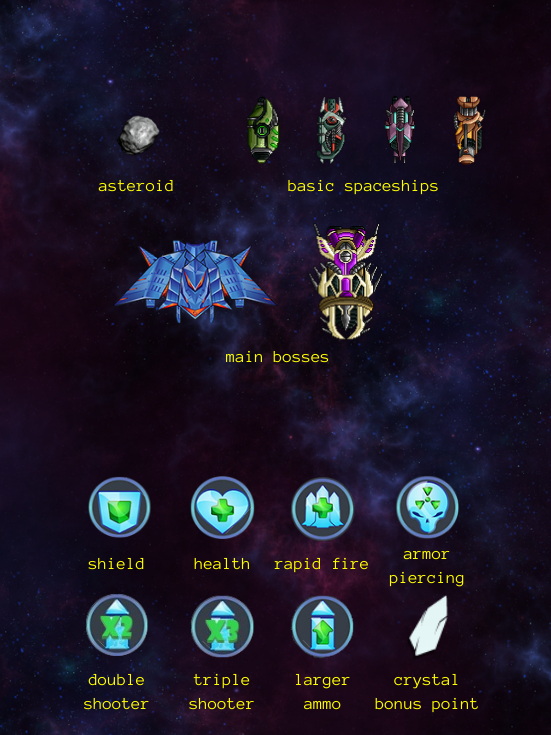 asteroid
basic spaceships
main bosses
shield
health
rapid fire
armor
piercing
X2
X3
double
shooter
triple
shooter
larger
ammo
crystal
bonus point